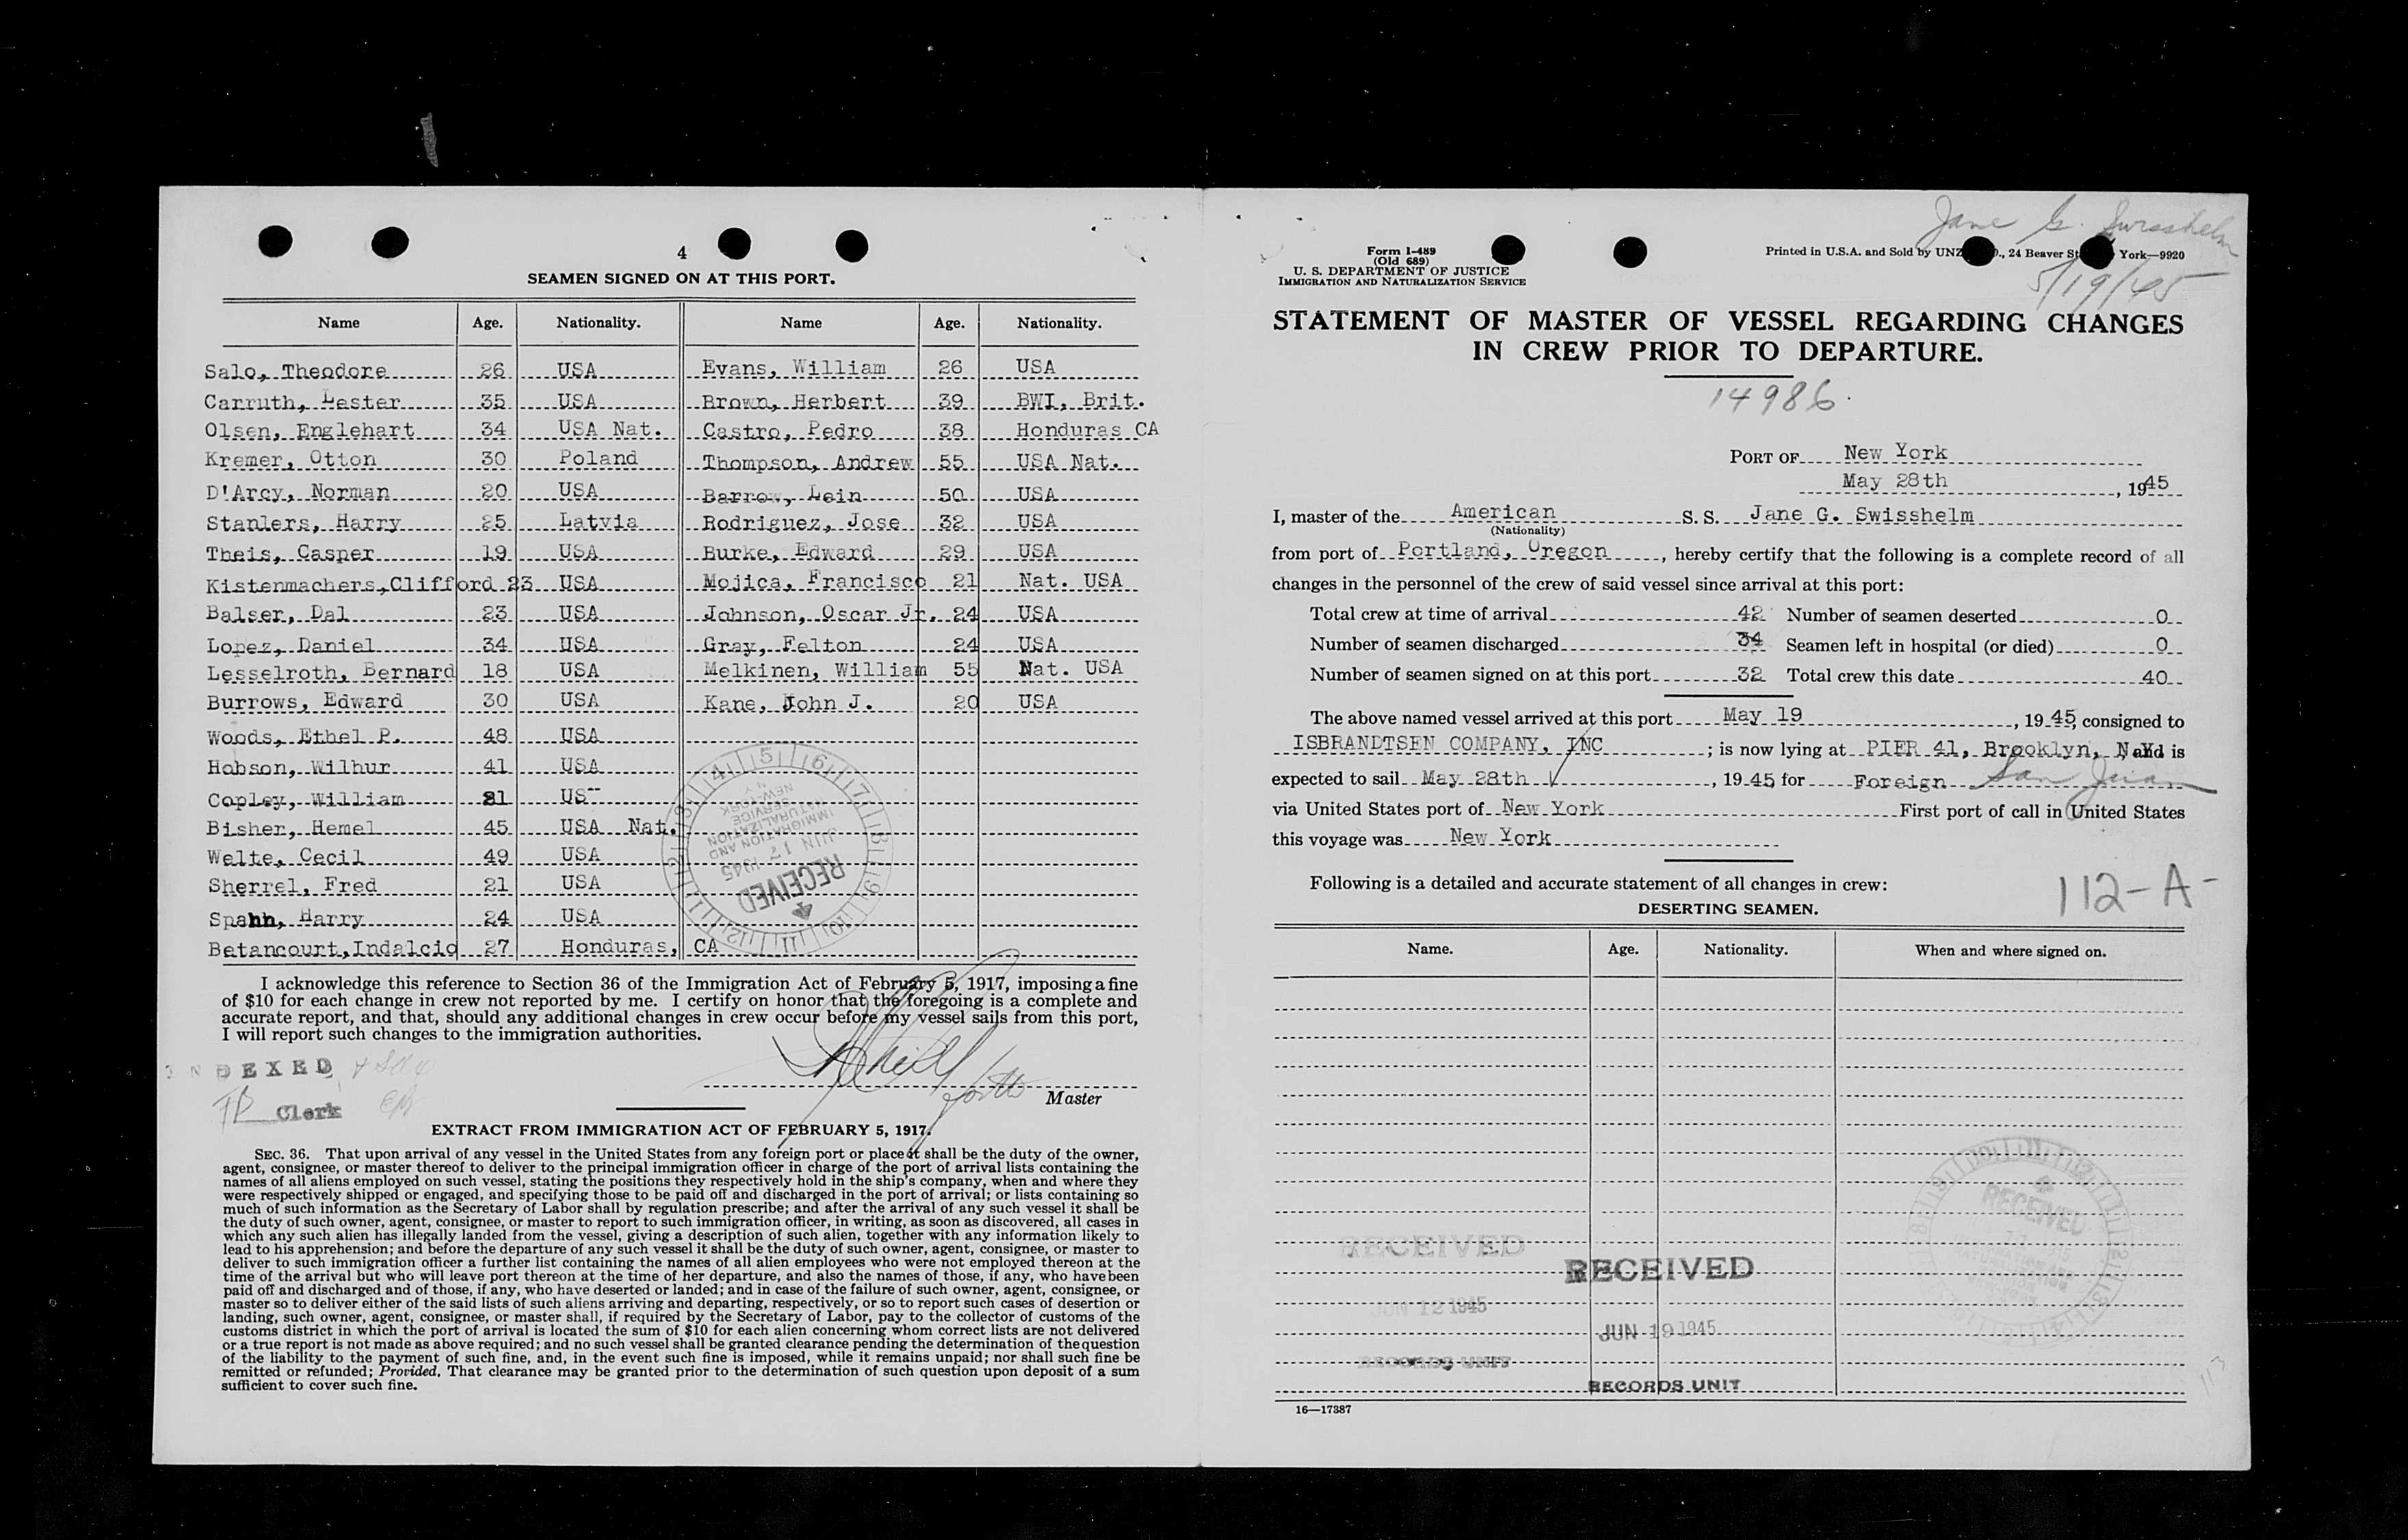 4
SEAMEN SIGNED ON AT THIS PORT.
Name Age. Nationality. Name Age. Nationality.
Salo, Theodore 26 USA Evans, William 26 USA
Carruth, Lester 35 USA Brown, Herbert 39 BWI, Brit.
Olsen, Englehart 34 USA Nat. Castro, Pedro 38 Honduras CA
Kremer, Otton 30 Poland Thompson, Andrew 55 USA Nat.
D'Arcy, Norman 20 USA Barrow, Lein 50 USA
Stanlers, Harry 25 Latvia Rodriguez, Jose 32 USA
Theis, Casper 19 USA Burke, Edward 29 USA
Kistenmachers,Clifford 23 USA Mojica, Francisco 21 Nat. USA
Balser, Dal 23 USA Johnson, Oscar Jr. 24 USA
Lopez, Daniel 34 USA Gray, Felton 24 USA
Lesselroth, Bernard 18 USA Melkinen, William 55 Nat. USA
Burrows, Edward 30 USA Kane, John J. 20 USA
Woods, Ethel P. 48 USA
Hobson, Wilbur 41 USA
Copley, William 21 US
Bisher, Hemel 45 USA Nat.
Welte, Cecil 49 USA
Sherrel, Fred 21 USA
Spahn, Harry 24 USA
Betancourt,Indalcio 27 Honduras, CA
RECEIVED
JUN 17 1945
IMMIGRATION AND
NATURALIZATION
SERVICE
NEW YORK
N.Y.
I acknowledge this reference to Section 36 of the Immigration Act of February 5, 1917, imposing a fine
of $10 for each change in crew not reported by me. I certify on honor that the foregoing is a complete and
accurate report, and that, should any additional changes in crew occur before my vessel sails from this port,
I will report such changes to the immigration authorities.
INDEXED
Clerk
Master
EXTRACT FROM IMMIGRATION ACT OF FEBRUARY 5, 1917.
SEC. 36. That upon arrival of any vessel in the United States from any foreign port or place it shall be the duty of the owner,
agent, consignee, or master thereof to deliver to the principal immigration officer in charge of the port of arrival lists containing the
names of all aliens employed on such vessel, stating the positions they respectively hold in the ship's company, when and where they
were respectively shipped or engaged, and specifying those to be paid off and discharged in the port of arrival; or lists containing so
much of such information as the Secretary of Labor shall by regulation prescribe; and after the arrival of any such vessel it shall be
the duty of such owner, agent, consignee, or master to report to such immigration officer, in writing, as soon as discovered, all cases in
which any such alien has illegally landed from the vessel, giving a description of such alien, together with any information likely to
lead to his apprehension; and before the departure of any such vessel it shall be the duty of such owner, agent, consignee, or master to
deliver to such immigration officer a further list containing the names of all alien employees who were not employed thereon at the
time of the arrival but who will leave port thereon at the time of her departure, and also the names of those, if any, who have been
paid off and discharged and of those, if any, who have deserted or landed; and in case of the failure of such owner, agent, consignee, or
master so to deliver either of the said lists of such aliens arriving and departing, respectively, or so to report such cases of desertion or
landing, such owner, agent, consignee, or master shall, if required by the Secretary of Labor, pay to the collector of customs of the
customs district in which the port of arrival is located the sum of $10 for each alien concerning whom correct lists are not delivered
or a true report is not made as above required; and no such vessel shall be granted clearance pending the determination of the question
of the liability to the payment of such fine, and, in the event such fine is imposed, while it remains unpaid; nor shall such fine be
remitted or refunded; Provided, That clearance may be granted prior to the determination of such question upon deposit of a sum
sufficient to cover such fine.
Jane G. Swisshelm
5/19/45
Form I-489
(Old 689)
U. S. DEPARTMENT OF JUSTICE
IMMIGRATION AND NATURALIZATION SERVICE
Printed in U.S.A. and Sold by UNZ , 24 Beaver St York—9920
STATEMENT OF MASTER OF VESSEL REGARDING CHANGES
IN CREW PRIOR TO DEPARTURE.
14986
PORT OF New York
May 28th, 1945
I, master of the American S. S. Jane G. Swisshelm
(Nationality)
from port of Portland, Oregon, hereby certify that the following is a complete record of all
changes in the personnel of the crew of said vessel since arrival at this port:
Total crew at time of arrival 42 Number of seamen deserted 0
Number of seamen discharged 34 Seamen left in hospital (or died) 0
Number of seamen signed on at this port 32 Total crew this date 40
The above named vessel arrived at this port May 19, 1945, consigned to
ISBRANDTSEN COMPANY, INC; is now lying at PIER 41, Brooklyn, N.Y. and is
expected to sail May 28th, 1945, for Foreign San Juan
via United States port of New York First port of call in United States
this voyage was New York
Following is a detailed and accurate statement of all changes in crew:
112-A-
DESERTING SEAMEN.
Name. Age. Nationality. When and where signed on.
RECEIVED
JUN 12 1945
RECORDS UNIT
RECEIVED
JUN 19 1945
RECORDS UNIT
RECEIVED
16—17387